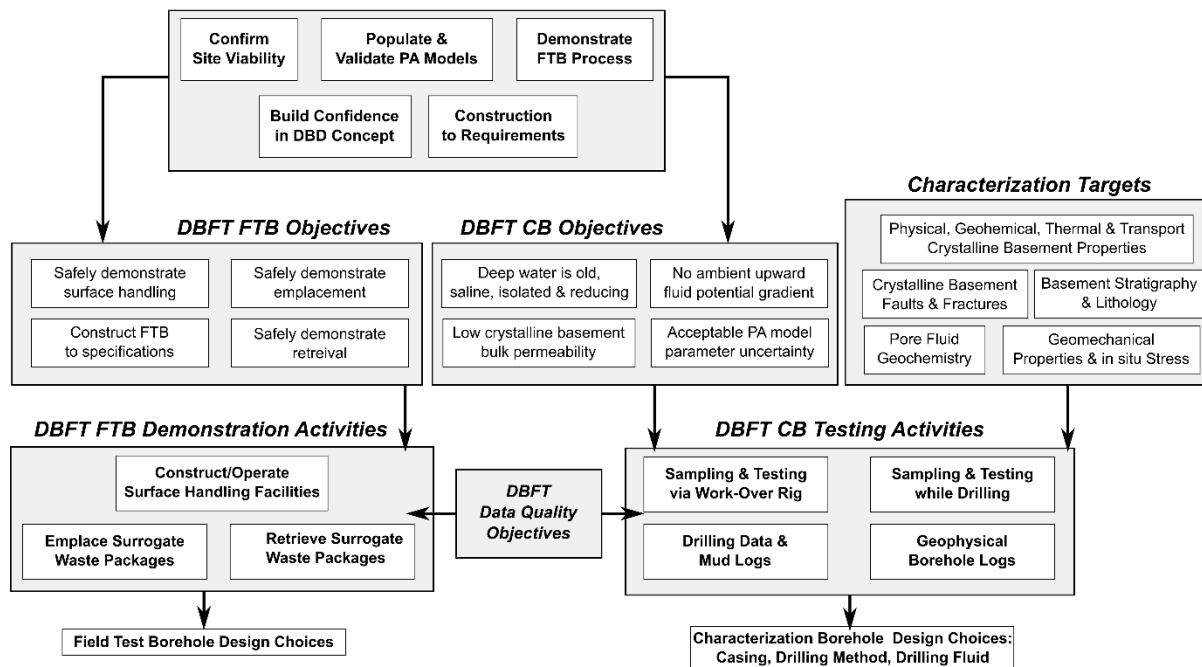 Confirm
Site Viability
Populate &
Validate PA Models
Demonstrate
FTB Process
Build Confidence
in DBD Concept
Construction
to Requirements
DBFT FTB Objectives
Safely demonstrate
surface handling
Safely demonstrate
emplacement
Construct FTB
to specifications
Safely demonstrate
retreival
DBFT CB Objectives
Deep water is old,
saline, isolated & reducing
No ambient upward
fluid potential gradient
Low crystalline basement
bulk permeability
Acceptable PA model
parameter uncertainty
Characterization Targets
Physical, Geohemical, Thermal & Transport
Crystalline Basement Properties
Crystalline Basement
Faults & Fractures
Basement Stratigraphy
& Lithology
Pore Fluid
Geochemistry
Geomechanical
Properties & in situ Stress
DBFT FTB Demonstration Activities
Construct/Operate
Surface Handling Facilities
Emplace Surrogate
Waste Packages
Retrieve Surrogate
Waste Packages
DBFT
Data Quality
Objectives
DBFT CB Testing Activities
Sampling & Testing
via Work-Over Rig
Sampling & Testing
while Drilling
Drilling Data &
Mud Logs
Geophysical
Borehole Logs
Field Test Borehole Design Choices
Characterization Borehole Design Choices:
Casing, Drilling Method, Drilling Fluid